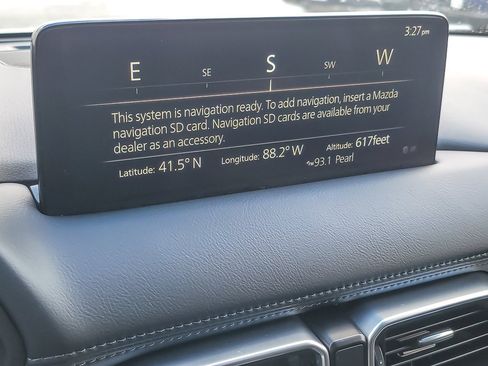 3:27pm
E SE S SW W
This system is navigation ready. To add navigation, insert a Mazda
navigation SD card. Navigation SD cards are available from your
dealer as an accessory.
Latitude: 41.5° N Longitude: 88.2° W Altitude: 617feet
93.1 Pearl